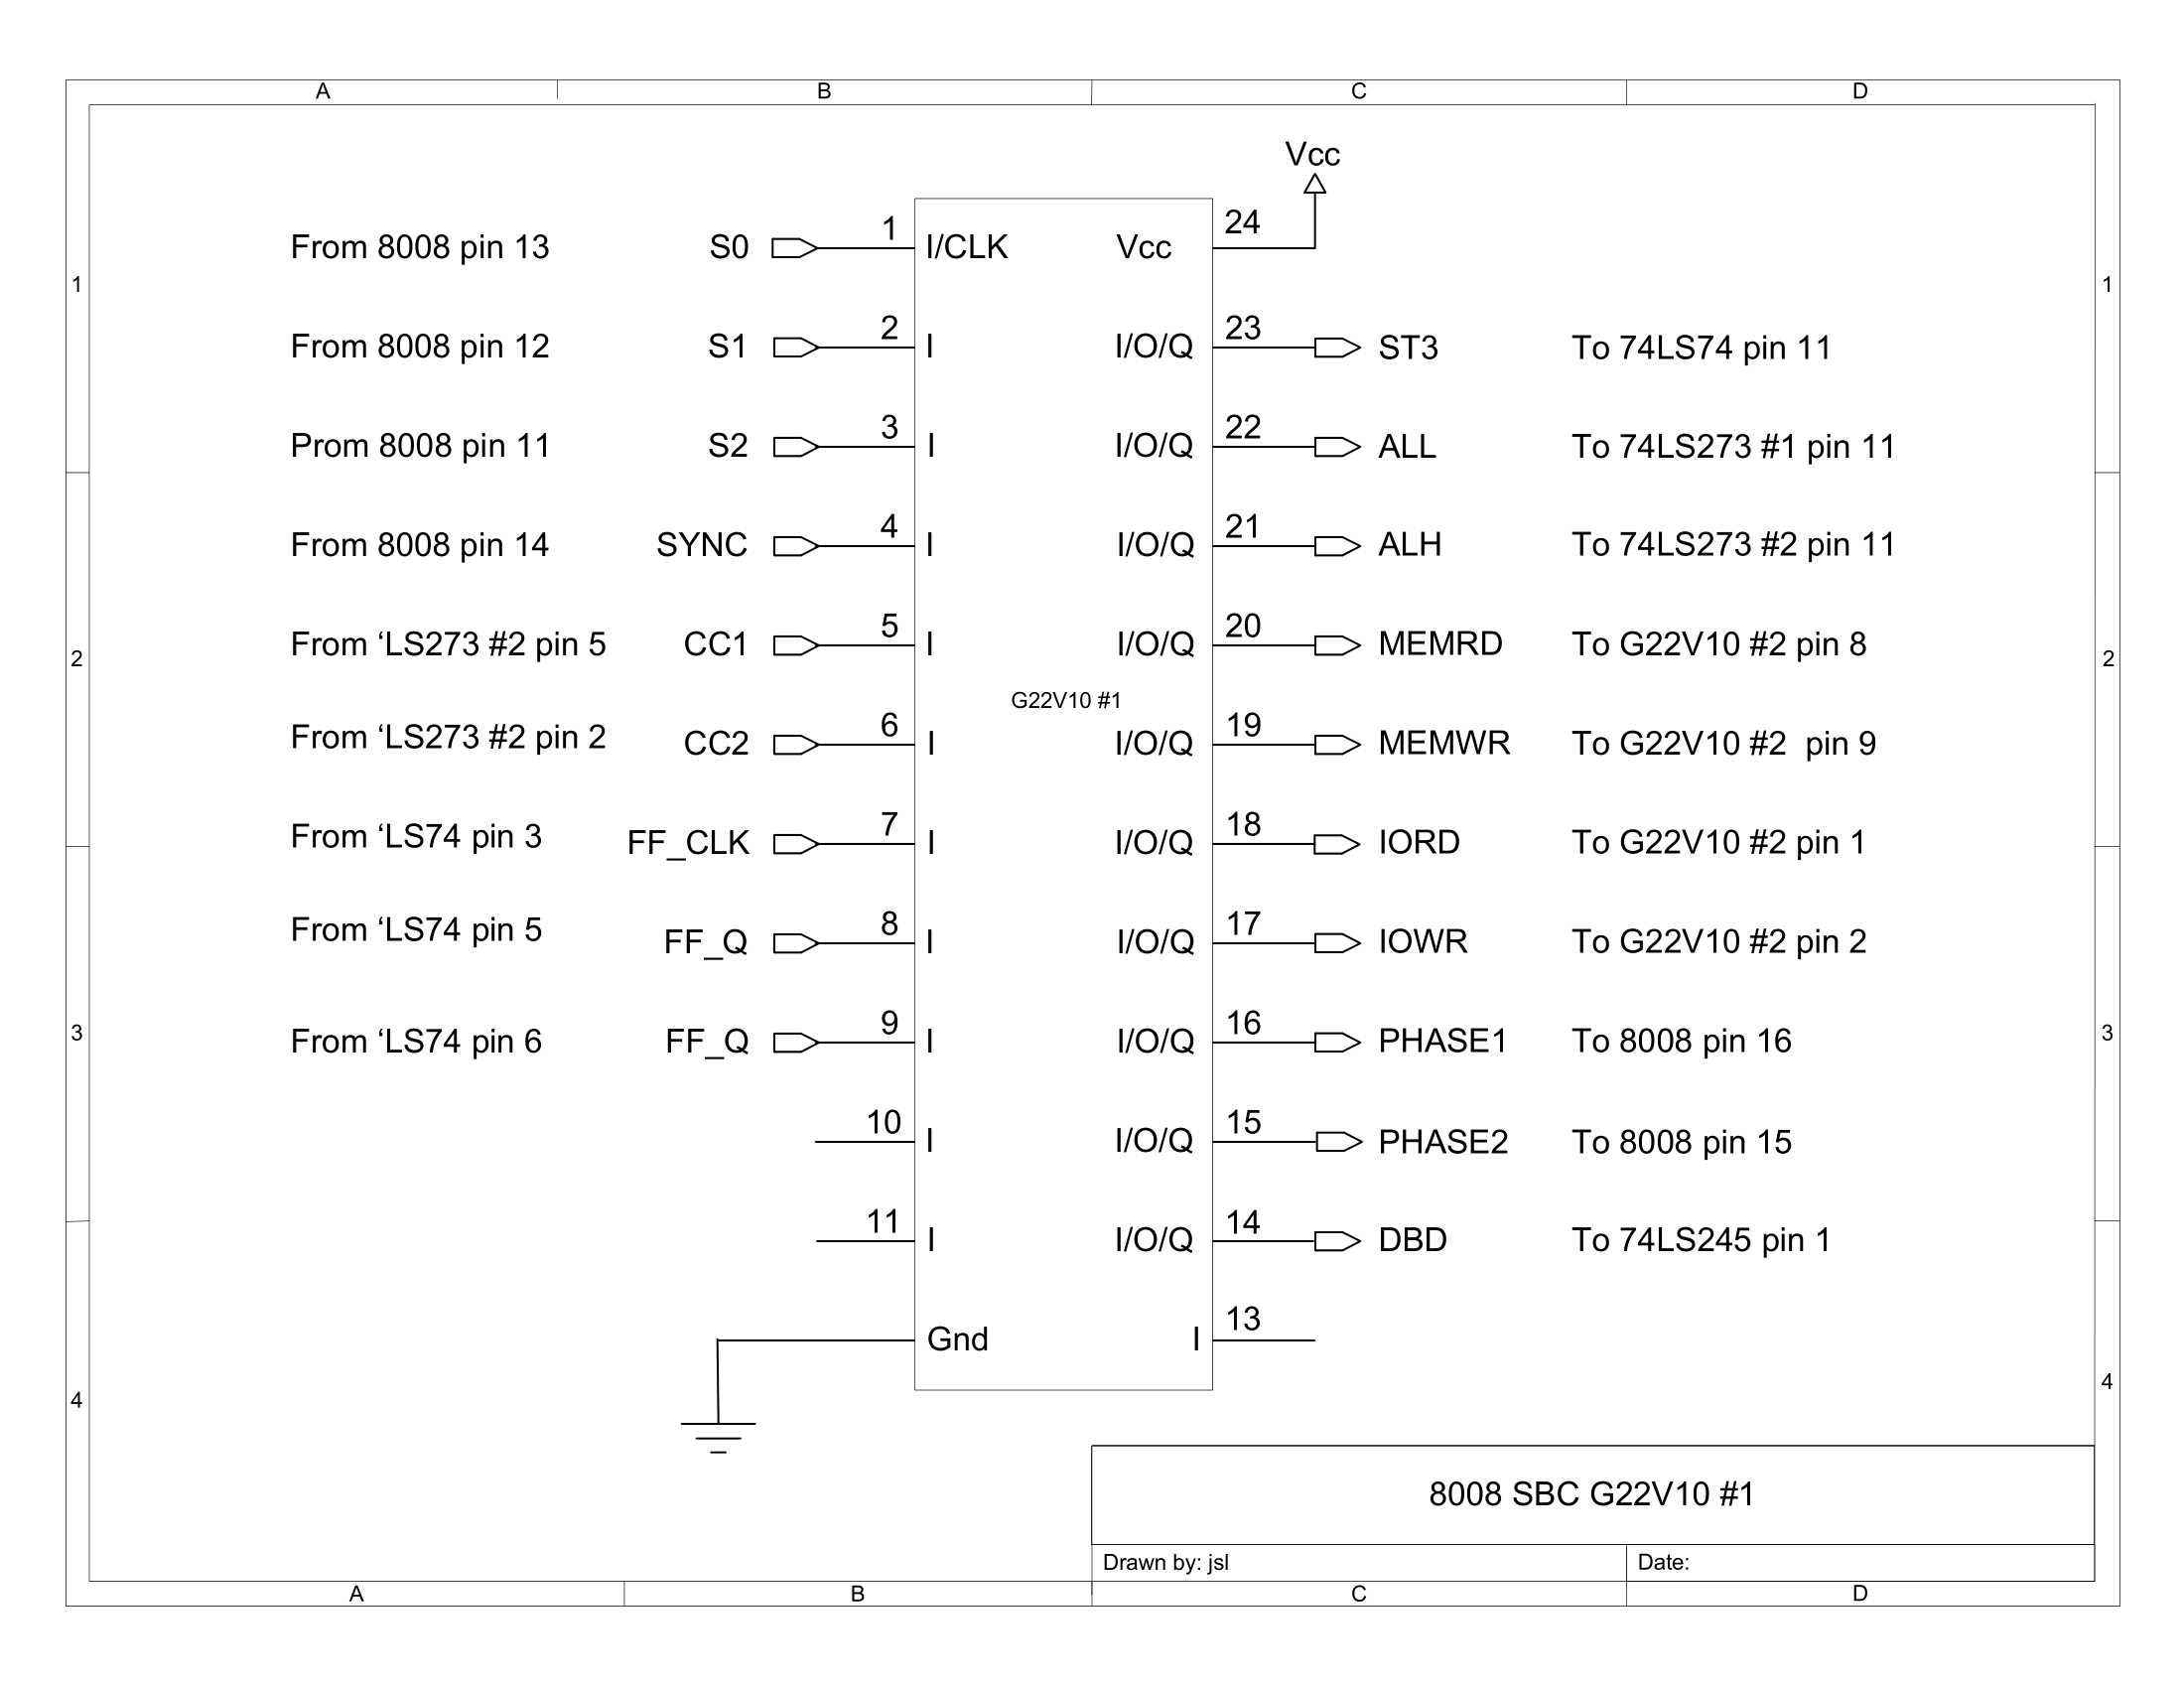 A B C D
Vcc
From 8008 pin 13 S0 1 I/CLK Vcc 24
1 1
From 8008 pin 12 S1 2 I I/O/Q 23 ST3 To 74LS74 pin 11
Prom 8008 pin 11 S2 3 I I/O/Q 22 ALL To 74LS273 #1 pin 11
From 8008 pin 14 SYNC 4 I I/O/Q 21 ALH To 74LS273 #2 pin 11
From ‘LS273 #2 pin 5 CC1 5 I I/O/Q 20 MEMRD To G22V10 #2 pin 8
2 2
G22V10 #1
From ‘LS273 #2 pin 2 CC2 6 I I/O/Q 19 MEMWR To G22V10 #2 pin 9
From ‘LS74 pin 3 FF_CLK 7 I I/O/Q 18 IORD To G22V10 #2 pin 1
From ‘LS74 pin 5 FF_Q 8 I I/O/Q 17 IOWR To G22V10 #2 pin 2
3 3
From ‘LS74 pin 6 FF_Q 9 I I/O/Q 16 PHASE1 To 8008 pin 16
10 I I/O/Q 15 PHASE2 To 8008 pin 15
11 I I/O/Q 14 DBD To 74LS245 pin 1
Gnd I 13
4 4
8008 SBC G22V10 #1
Drawn by: jsl Date:
A B C D